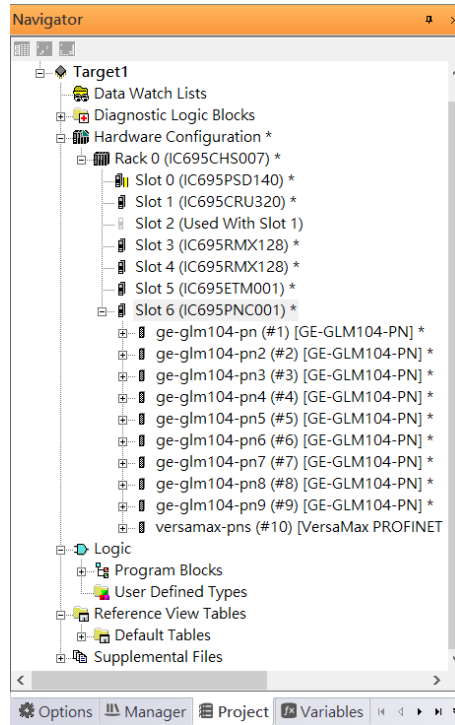 Navigator
Target1
Data Watch Lists
Diagnostic Logic Blocks
Hardware Configuration *
Rack 0 (IC695CHS007) *
Slot 0 (IC695PSD140) *
Slot 1 (IC695CRU320) *
Slot 2 (Used With Slot 1)
Slot 3 (IC695RMX128) *
Slot 4 (IC695RMX128) *
Slot 5 (IC695ETM001) *
Slot 6 (IC695PNC001) *
ge-glm104-pn (#1) [GE-GLM104-PN] *
ge-glm104-pn2 (#2) [GE-GLM104-PN] *
ge-glm104-pn3 (#3) [GE-GLM104-PN] *
ge-glm104-pn4 (#4) [GE-GLM104-PN] *
ge-glm104-pn5 (#5) [GE-GLM104-PN] *
ge-glm104-pn6 (#6) [GE-GLM104-PN] *
ge-glm104-pn7 (#7) [GE-GLM104-PN] *
ge-glm104-pn8 (#8) [GE-GLM104-PN] *
ge-glm104-pn9 (#9) [GE-GLM104-PN] *
versamax-pns (#10) [VersaMax PROFINET
Logic
Program Blocks
User Defined Types
Reference View Tables
Default Tables
Supplemental Files
Options Manager Project Variables